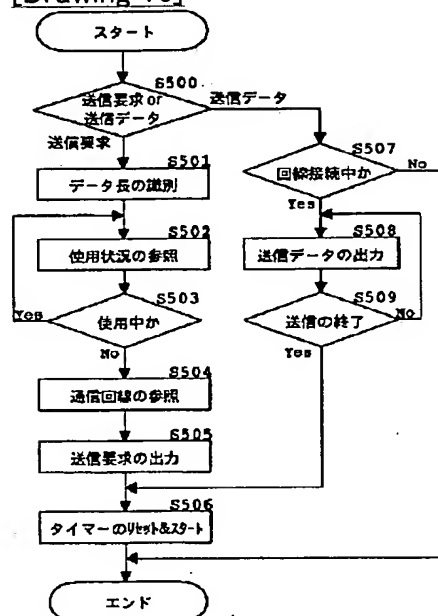 スタート
S500
送信要求or
送信データ
送信データ
送信要求
S501
データ長の識別
S502
使用状況の参照
S503
使用中か
Yes
No
S504
通信回線の参照
S505
送信要求の出力
S506
タイマーのリセット&スタート
エンド
S507
回線接続中か
No
Yes
S508
送信データの出力
S509
送信の終了
No
Yes